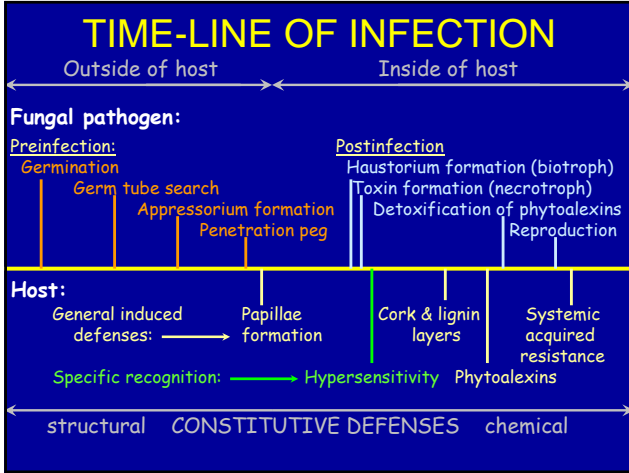 TIME-LINE OF INFECTION
Outside of host Inside of host
Fungal pathogen:
Preinfection: Postinfection
Germination Haustorium formation (biotroph)
Germ tube search Toxin formation (necrotroph)
Appressorium formation Detoxification of phytoalexins
Penetration peg Reproduction
Host:
General induced defenses:
Papillae formation
Cork & lignin layers
Systemic acquired resistance
Specific recognition: Hypersensitivity Phytoalexins
structural CONSTITUTIVE DEFENSES chemical